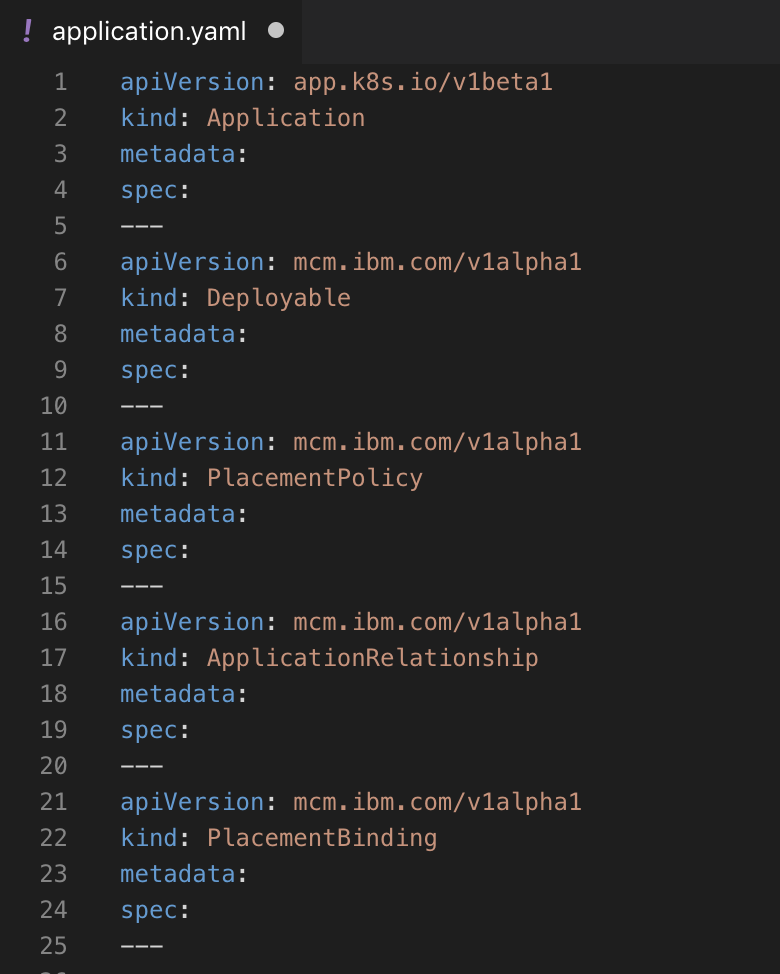 ! application.yaml
1 apiVersion: app.k8s.io/v1beta1
2 kind: Application
3 metadata:
4 spec:
5 ---
6 apiVersion: mcm.ibm.com/v1alpha1
7 kind: Deployable
8 metadata:
9 spec:
10 ---
11 apiVersion: mcm.ibm.com/v1alpha1
12 kind: PlacementPolicy
13 metadata:
14 spec:
15 ---
16 apiVersion: mcm.ibm.com/v1alpha1
17 kind: ApplicationRelationship
18 metadata:
19 spec:
20 ---
21 apiVersion: mcm.ibm.com/v1alpha1
22 kind: PlacementBinding
23 metadata:
24 spec:
25 ---